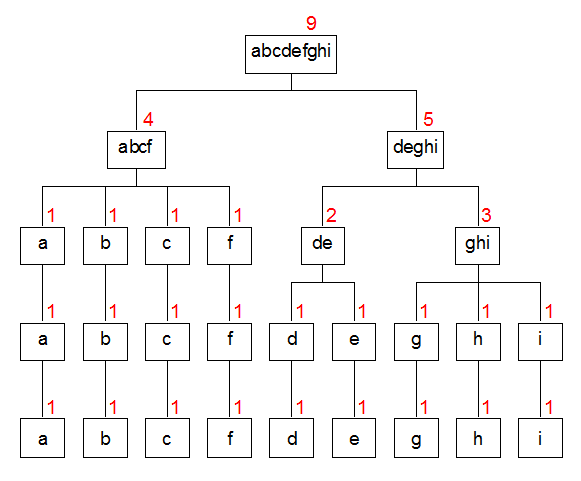 9
abcdefghi
4 5
abcf deghi
1 1 1 1 2 3
a b c f de ghi
1 1 1 1 1 1 1 1 1
a b c f d e g h i
1 1 1 1 1 1 1 1 1
a b c f d e g h i